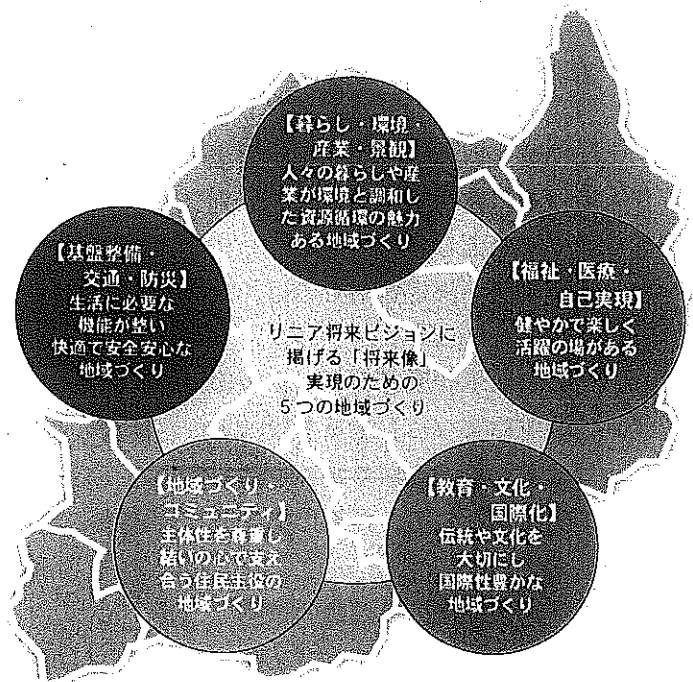 【暮らし・環境・
産業・景観】
人々の暮らしや産
業が環境と調和し
た資源循環の魅力
ある地域づくり
【基盤整備・
交通・防災】
生活に必要な
機能が整い
快適で安全安心な
地域づくり
【福祉・医療・
自己実現】
健やかで楽しく
活躍の場がある
地域づくり
リニア将来ビジョンに
掲げる「将来像」
実現のための
5つの地域づくり
【地域づくり・
コミュニティ】
主体性を尊重し
結いの心で支え
合う住民主役の
地域づくり
【教育・文化・
国際化】
伝統や文化を
大切にし
国際性豊かな
地域づくり